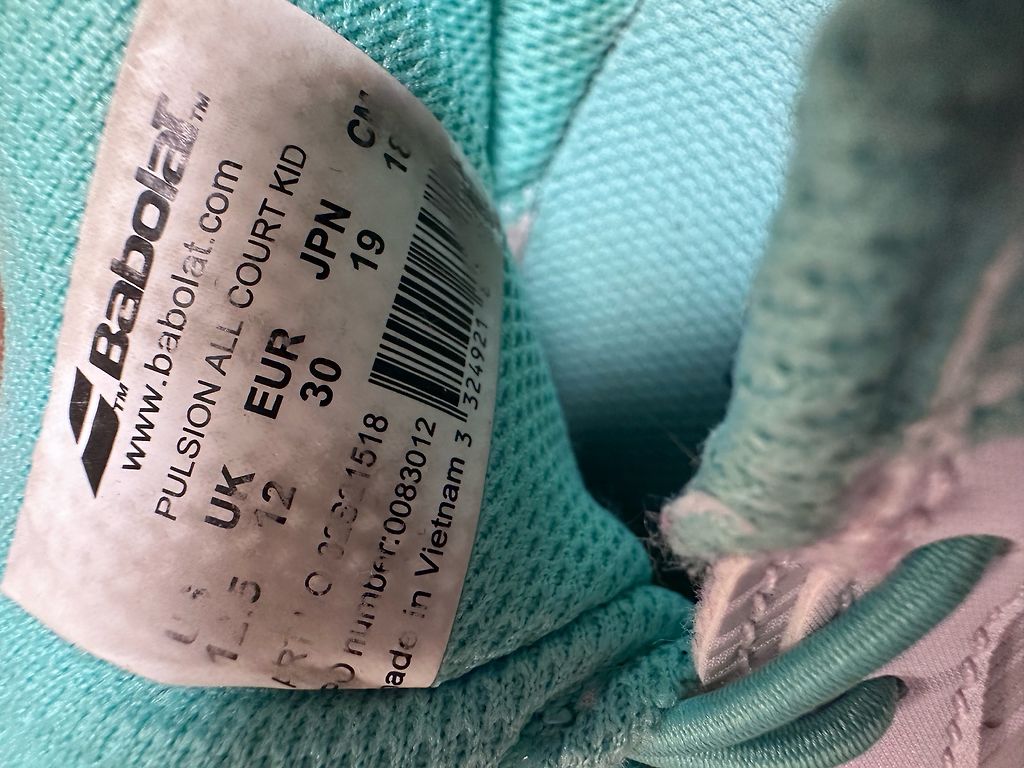 Babolat™
™
www.babolat.com
PULSION ALL COURT KID
UK EUR JPN
12 30 19
number:0083012
in Vietnam 3 324921